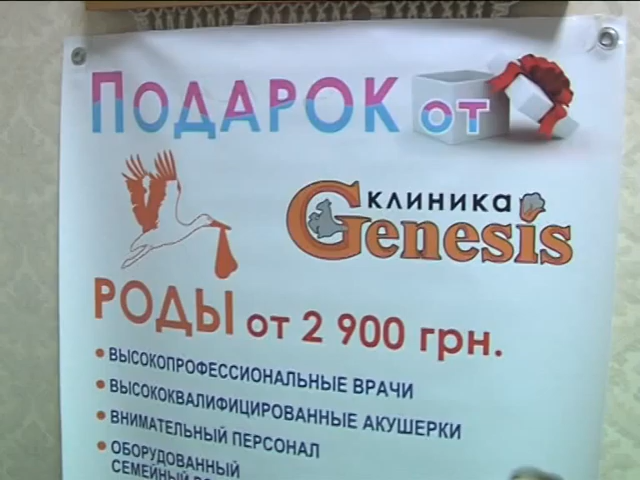 ПОДАРОК ОТ
КЛИНИКА
Genesis
РОДЫ от 2 900 грн.
• ВЫСОКОПРОФЕССИОНАЛЬНЫЕ ВРАЧИ
• ВЫСОКОКВАЛИФИЦИРОВАННЫЕ АКУШЕРКИ
• ВНИМАТЕЛЬНЫЙ ПЕРСОНАЛ
• ОБОРУДОВАННЫЙ
СЕМЕЙНЫЙ